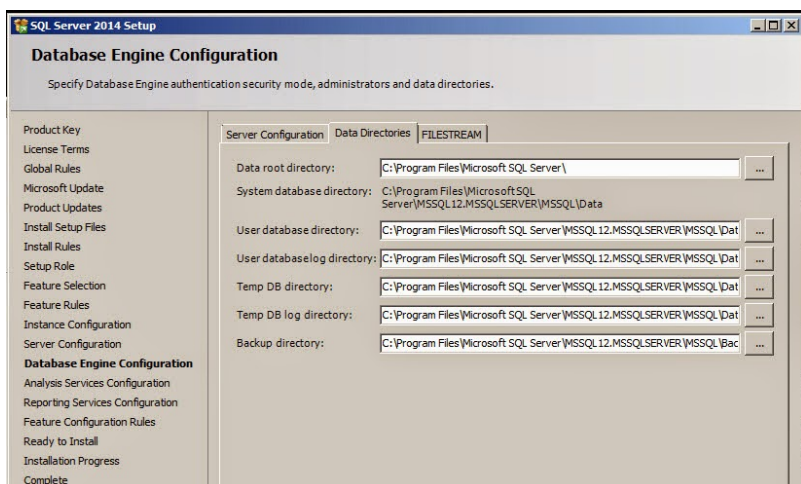 SQL Server 2014 Setup
Database Engine Configuration
Specify Database Engine authentication security mode, administrators and data directories.
Product Key
License Terms
Global Rules
Microsoft Update
Product Updates
Install Setup Files
Install Rules
Setup Role
Feature Selection
Feature Rules
Instance Configuration
Server Configuration
Database Engine Configuration
Analysis Services Configuration
Reporting Services Configuration
Feature Configuration Rules
Ready to Install
Installation Progress
Complete
Server Configuration Data Directories FILESTREAM
Data root directory: C:\Program Files\Microsoft SQL Server\ ...
System database directory: C:\Program Files\Microsoft SQL
Server\MSSQL12.MSSQLSERVER\MSSQL\Data
User database directory: C:\Program Files\Microsoft SQL Server\MSSQL12.MSSQLSERVER\MSSQL\Dat ...
User database log directory: C:\Program Files\Microsoft SQL Server\MSSQL12.MSSQLSERVER\MSSQL\Dat ...
Temp DB directory: C:\Program Files\Microsoft SQL Server\MSSQL12.MSSQLSERVER\MSSQL\Dat ...
Temp DB log directory: C:\Program Files\Microsoft SQL Server\MSSQL12.MSSQLSERVER\MSSQL\Dat ...
Backup directory: C:\Program Files\Microsoft SQL Server\MSSQL12.MSSQLSERVER\MSSQL\Bac ...